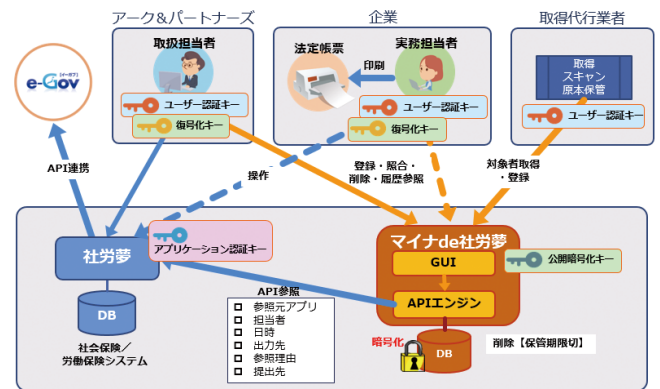 アーク&パートナーズ
企業
取得代行業者
取扱担当者
法定帳票
印刷
実務担当者
取得
スキャン
原本保管
e-Gov
ユーザー認証キー
復号化キー
ユーザー認証キー
復号化キー
ユーザー認証キー
API連携
操作
登録・照合・
削除・履歴参照
対象者取得
・登録
社労夢
アプリケーション認証キー
マイナde社労夢
GUI
公開暗号化キー
APIエンジン
DB
社会保険／
労働保険システム
API参照
参照元アプリ
担当者
日時
出力先
参照理由
提出先
暗号化
DB
削除【保管期限切】